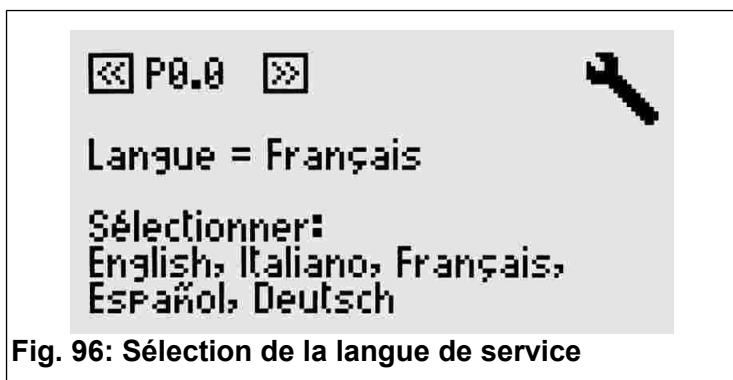 « P0.0 »
Langue = Français
Sélectionner:
English, Italiano, Français,
Español, Deutsch
Fig. 96: Sélection de la langue de service